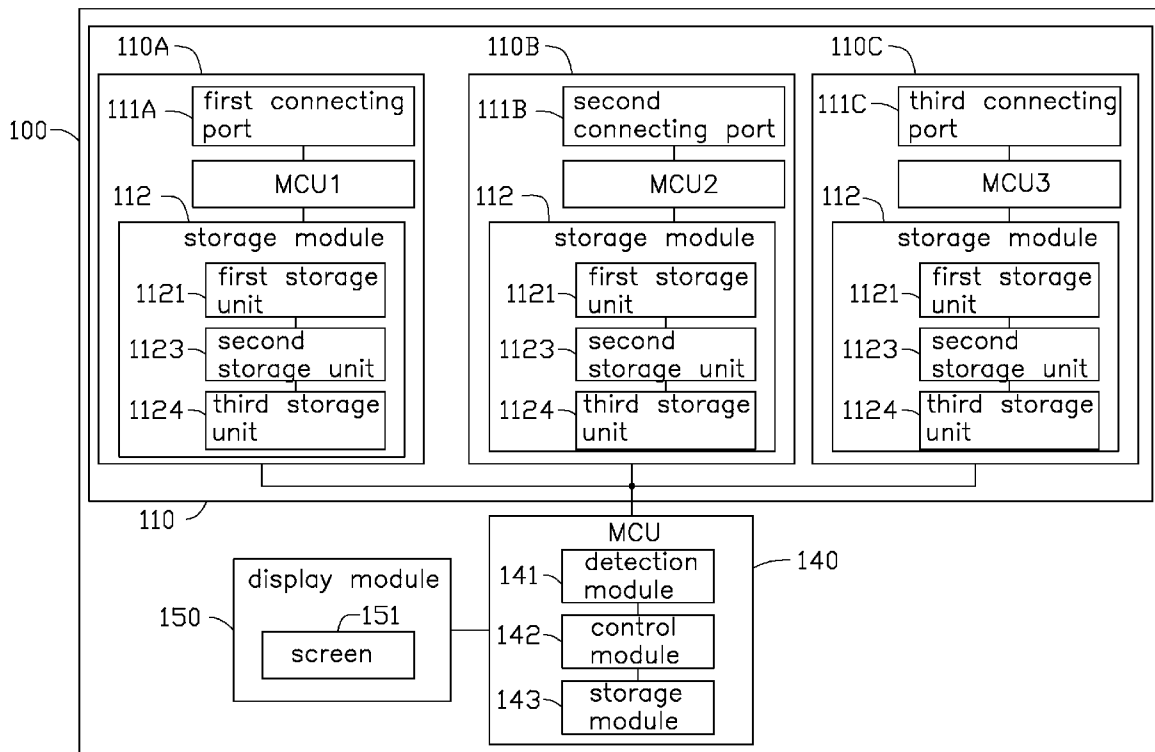 100
110A
111A
first connecting
port
MCU1
112
storage module
1121
first storage
unit
1123
second
storage unit
1124
third storage
unit
110B
111B
second
connecting port
MCU2
112
storage module
1121
first storage
unit
1123
second
storage unit
1124
third storage
unit
110C
111C
third connecting
port
MCU3
112
storage module
1121
first storage
unit
1123
second
storage unit
1124
third storage
unit
110
MCU
140
141
detection
module
142
control
module
143
storage
module
display module
150
151
screen